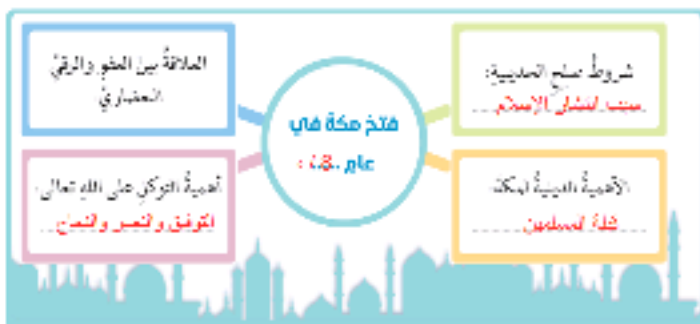 شروطُ صلحِ الحديبيةِ:
سبب انتشار الإسلام
العلاقةُ بين العفوِ والرقيِّ
الحضاريِّ
فتحُ مكةَ في
عامِ ..8.. :
الأهميةُ الدينيةُ لمكةَ:
قبلة المسلمين
أهميةُ التوكلِ على اللهِ تعالى:
التوفيق والنصر والنجاح